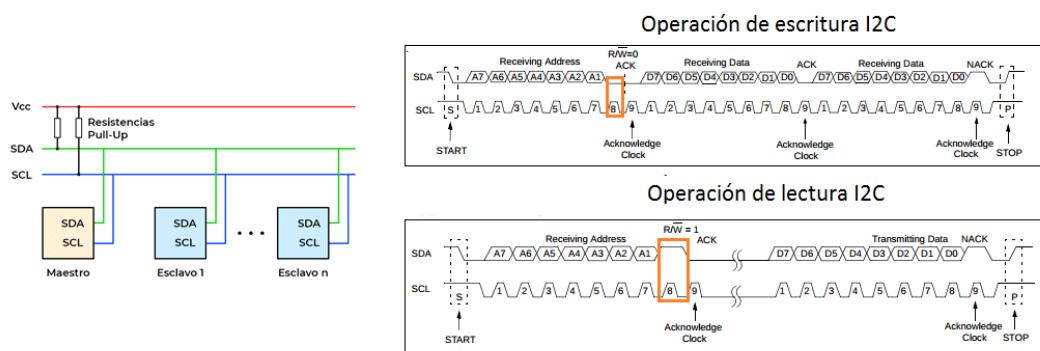 Vcc
Resistencias
Pull-Up
SDA
SCL
SDA
SCL
Maestro
SDA
SCL
Esclavo 1
SDA
SCL
Esclavo n
Operación de escritura I2C
R/W=0
Receiving Address
ACK
Receiving Data
ACK
Receiving Data
NACK
SDA
A7 A6 A5 A4 A3 A2 A1
D7 D6 D5 D4 D3 D2 D1 D0
D7 D6 D5 D4 D3 D2 D1 D0
SCL
S
1 2 3 4 5 6 7 8 9
1 2 3 4 5 6 7 8 9
1 2 3 4 5 6 7 8 9
P
START
Acknowledge
Clock
Acknowledge
Clock
Acknowledge
Clock
STOP
Operación de lectura I2C
R/W = 1
Receiving Address
ACK
Transmitting Data
NACK
SDA
A7 A6 A5 A4 A3 A2 A1
D7 D6 D5 D4 D3 D2 D1 D0
SCL
S
1 2 3 4 5 6 7 8 9
1 2 3 4 5 6 7 8 9
P
START
Acknowledge
Clock
Acknowledge
Clock
STOP